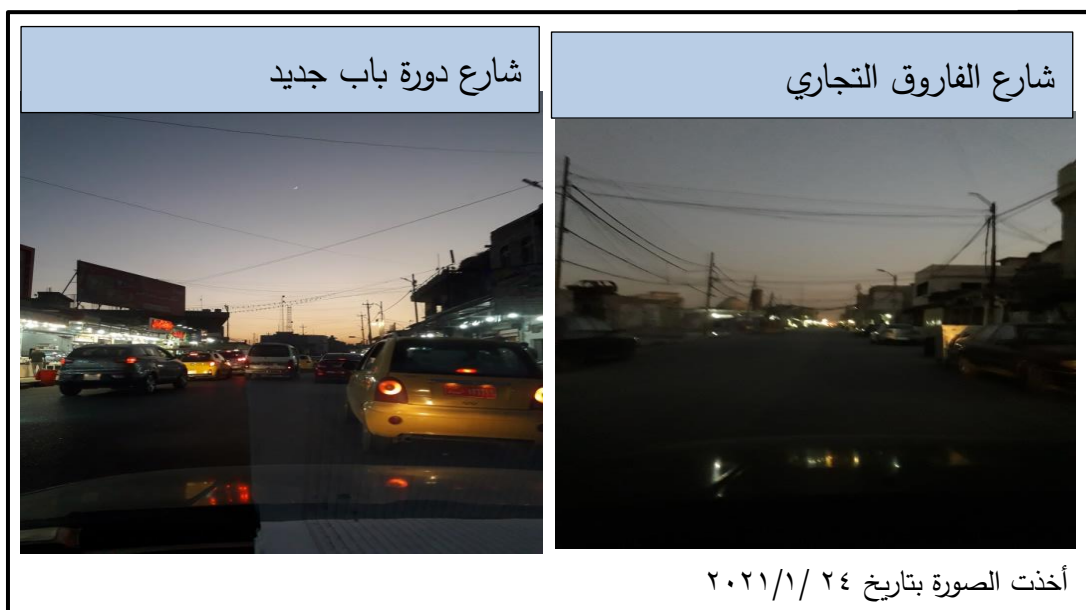 شارع الفاروق التجاري
شارع دورة باب جديد
أخذت الصورة بتاريخ ٢٤ /١/٢٠٢١